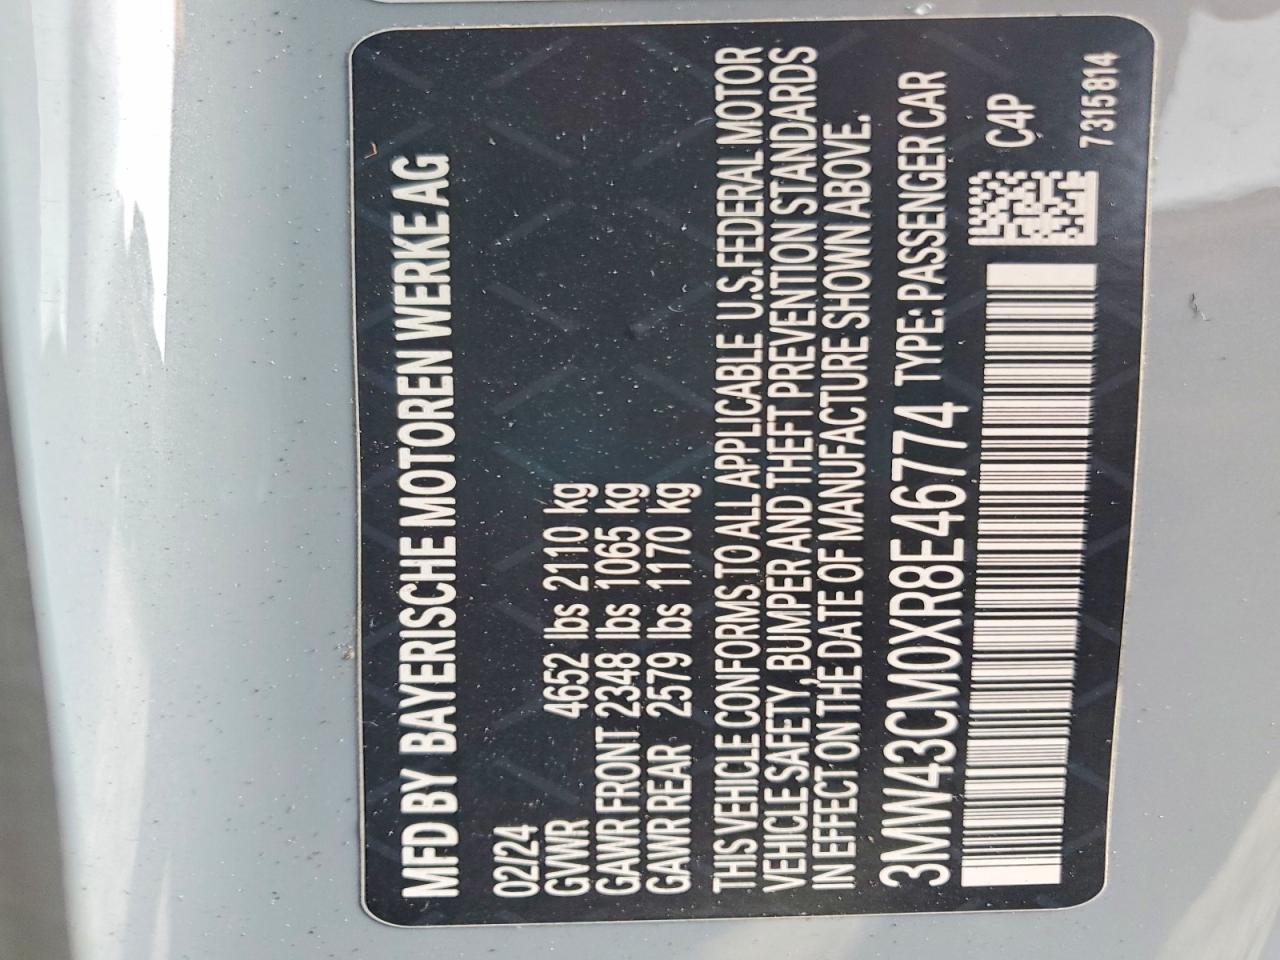 MFD BY BAYERISCHE MOTOREN WERKE AG
02/24
GVWR 4652 lbs 2110 kg
GAWR FRONT 2348 lbs 1065 kg
GAWR REAR 2579 lbs 1170 kg
THIS VEHICLE CONFORMS TO ALL APPLICABLE U.S.FEDERAL MOTOR
VEHICLE SAFETY, BUMPER AND THEFT PREVENTION STANDARDS
IN EFFECT ON THE DATE OF MANUFACTURE SHOWN ABOVE.
3MW43CM0XR8E46774 TYPE: PASSENGER CAR
C4P
7315814